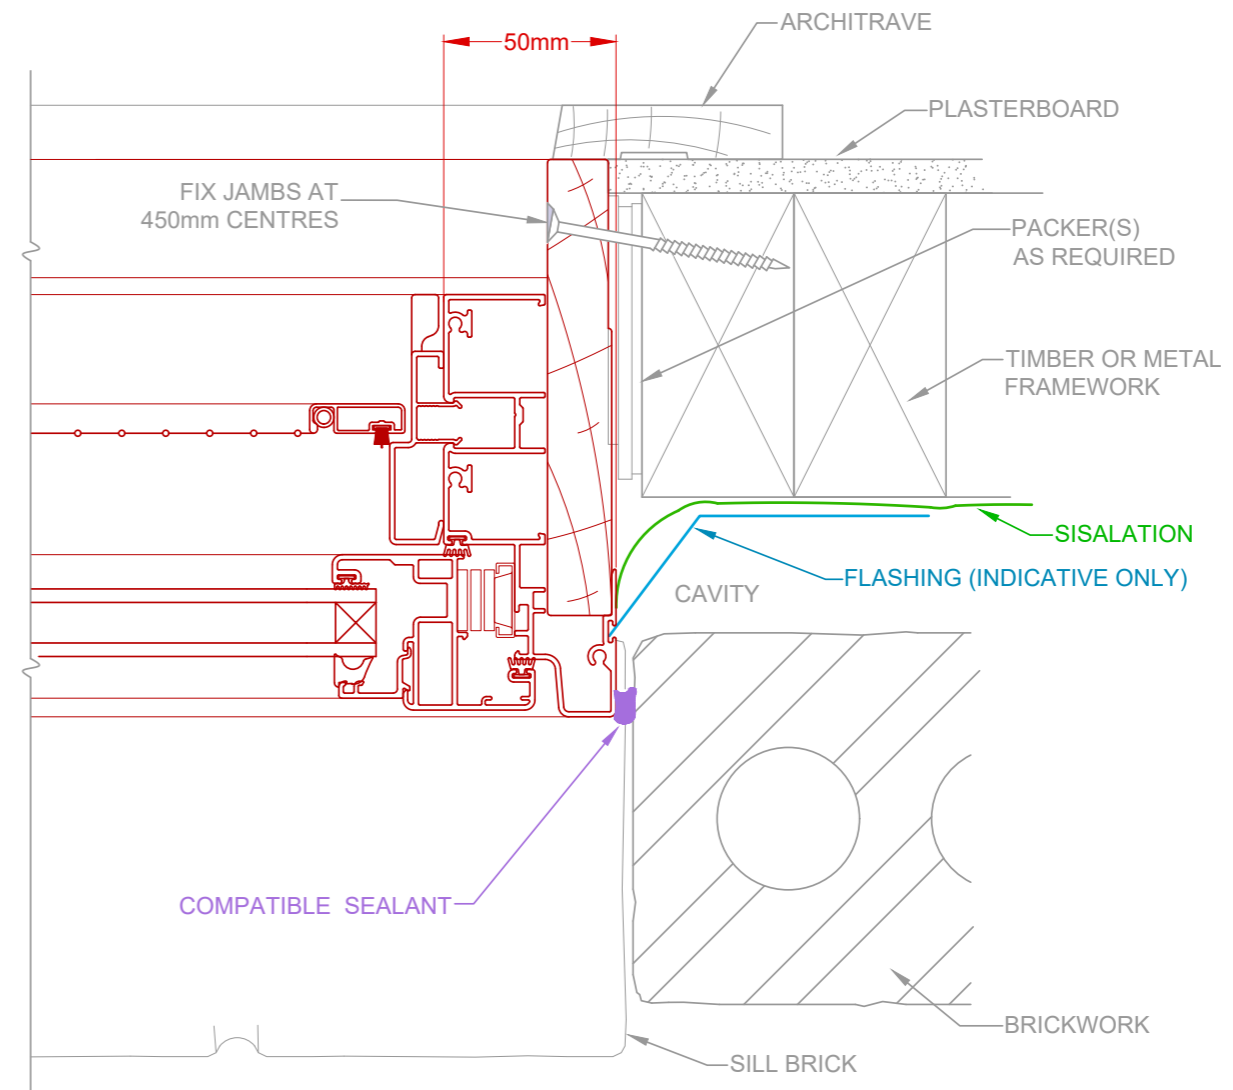 ARCHITRAVE
50mm
PLASTERBOARD
FIX JAMBS AT
450mm CENTRES
PACKER(S)
AS REQUIRED
TIMBER OR METAL
FRAMEWORK
SISALATION
FLASHING (INDICATIVE ONLY)
CAVITY
COMPATIBLE SEALANT
BRICKWORK
SILL BRICK